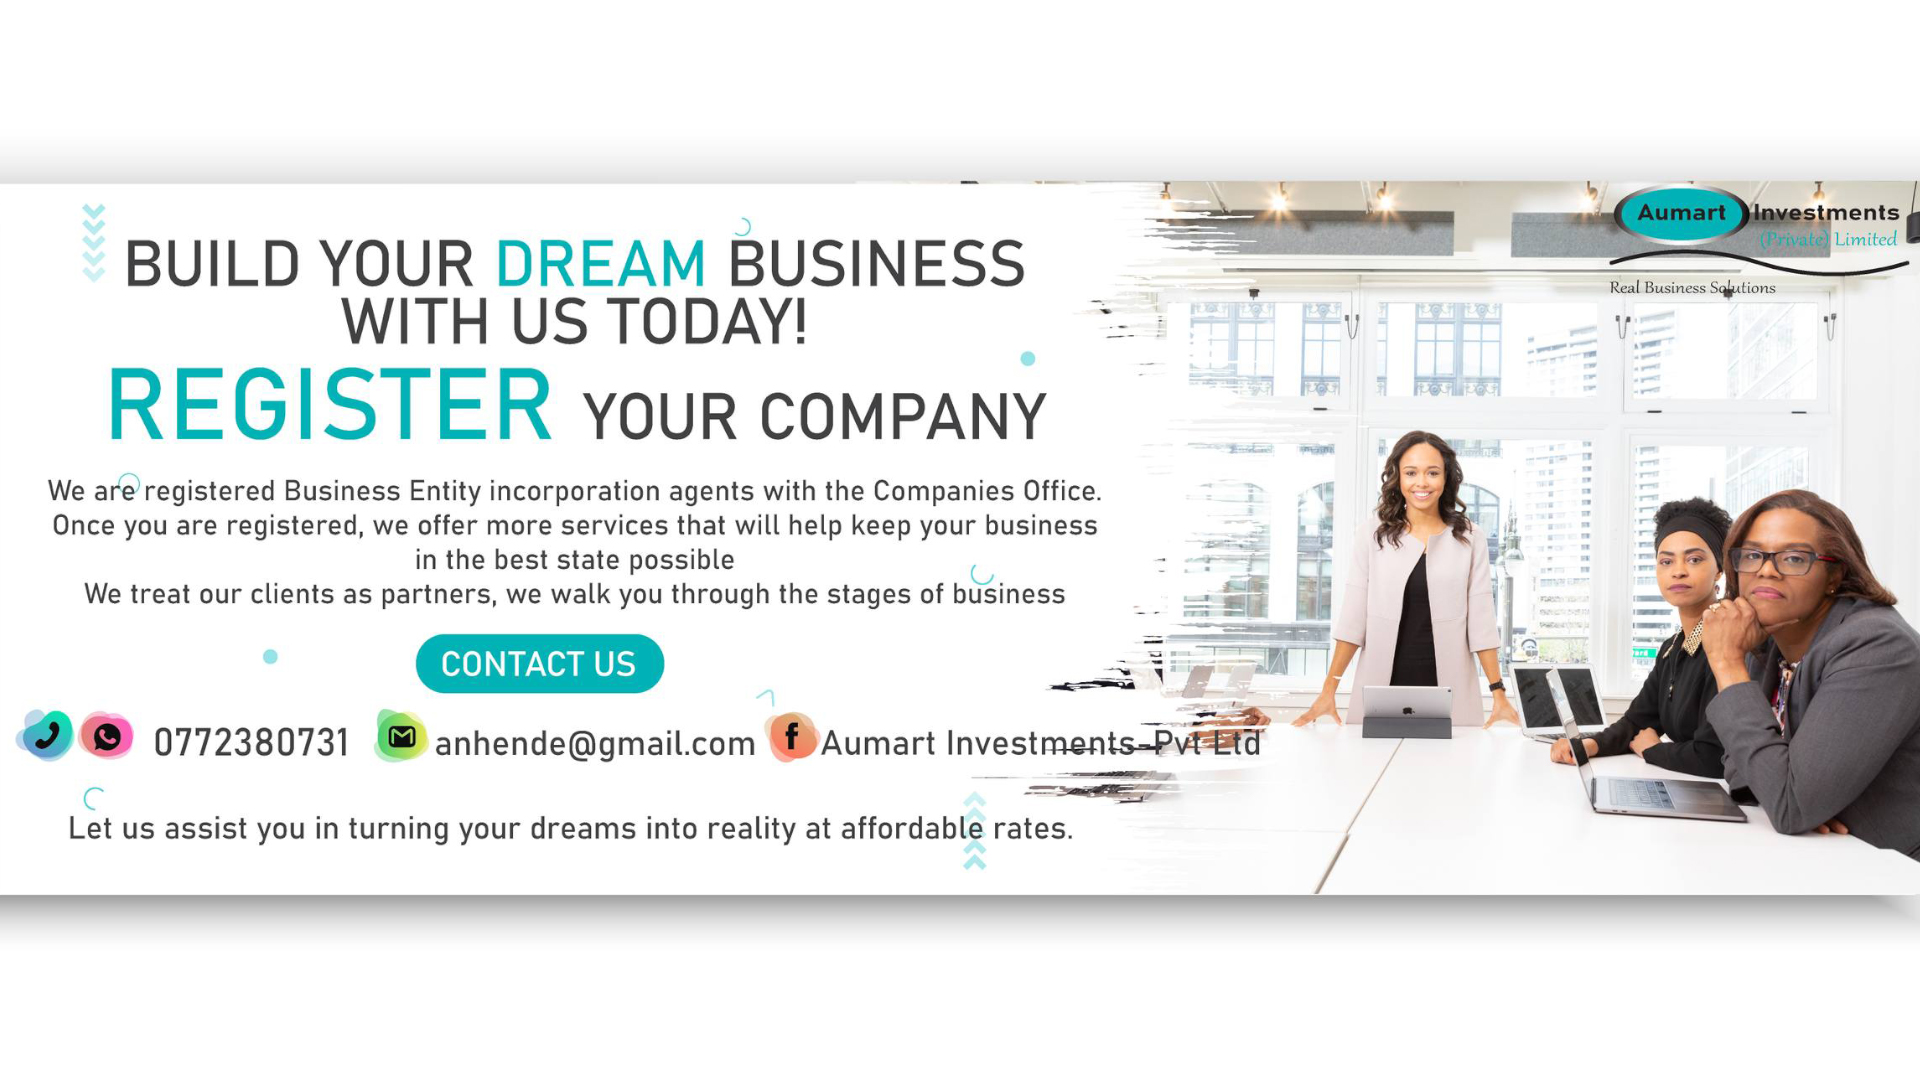 BUILD YOUR DREAM BUSINESS
WITH US TODAY!
REGISTER YOUR COMPANY
We are registered Business Entity incorporation agents with the Companies Office.
Once you are registered, we offer more services that will help keep your business
in the best state possible
We treat our clients as partners, we walk you through the stages of business
CONTACT US
0772380731 anhende@gmail.com Aumart Investments-Pvt Ltd
Let us assist you in turning your dreams into reality at affordable rates.
Aumart Investments
(Private) Limited
Real Business Solutions